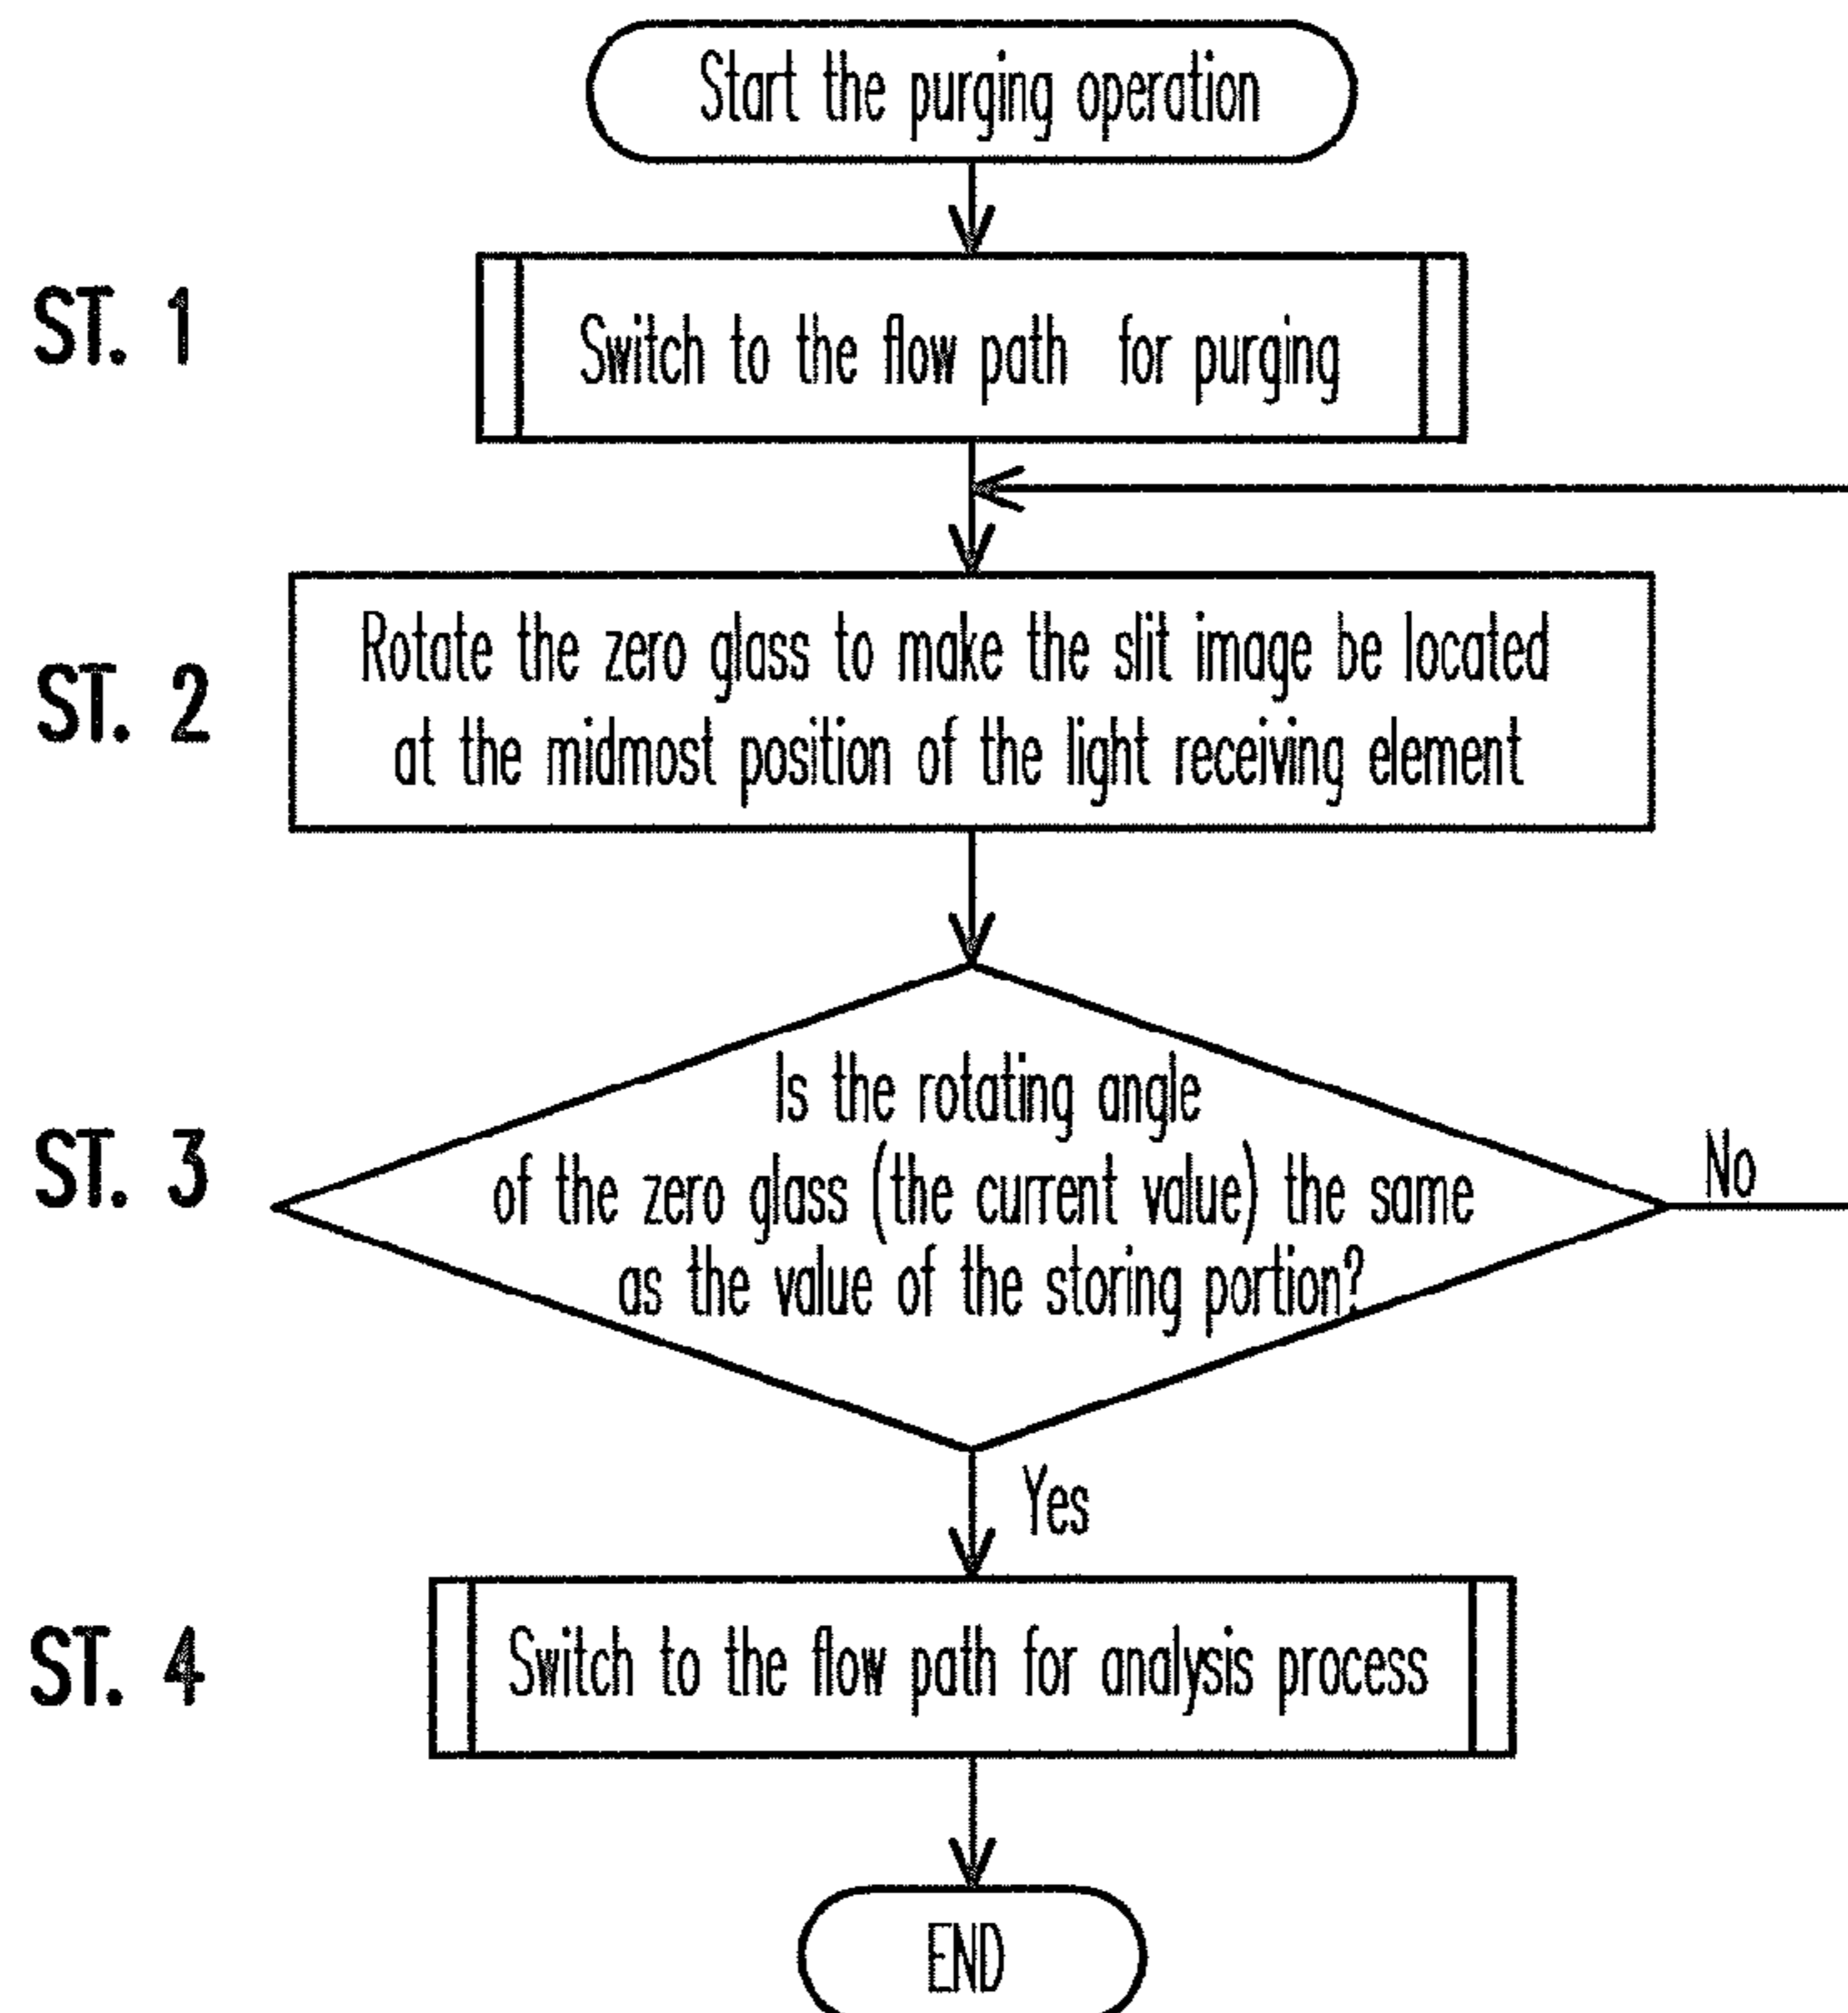 Start the purging operation
ST. 1
Switch to the flow path for purging
ST. 2
Rotate the zero glass to make the slit image be located
at the midmost position of the light receiving element
ST. 3
Is the rotating angle
of the zero glass (the current value) the same
as the value of the storing portion?
No
Yes
ST. 4
Switch to the flow path for analysis process
END